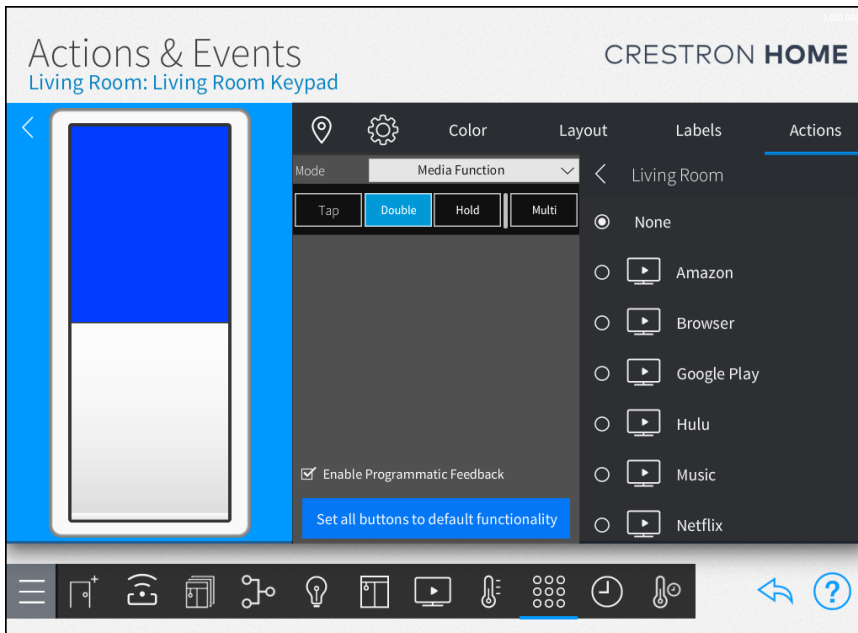 Actions & Events
CRESTRON HOME
Living Room: Living Room Keypad
Color
Layout
Labels
Actions
Mode
Media Function
Living Room
Tap
Double
Hold
Multi
None
Amazon
Browser
Google Play
Hulu
Music
Netflix
Enable Programmatic Feedback
Set all buttons to default functionality
?